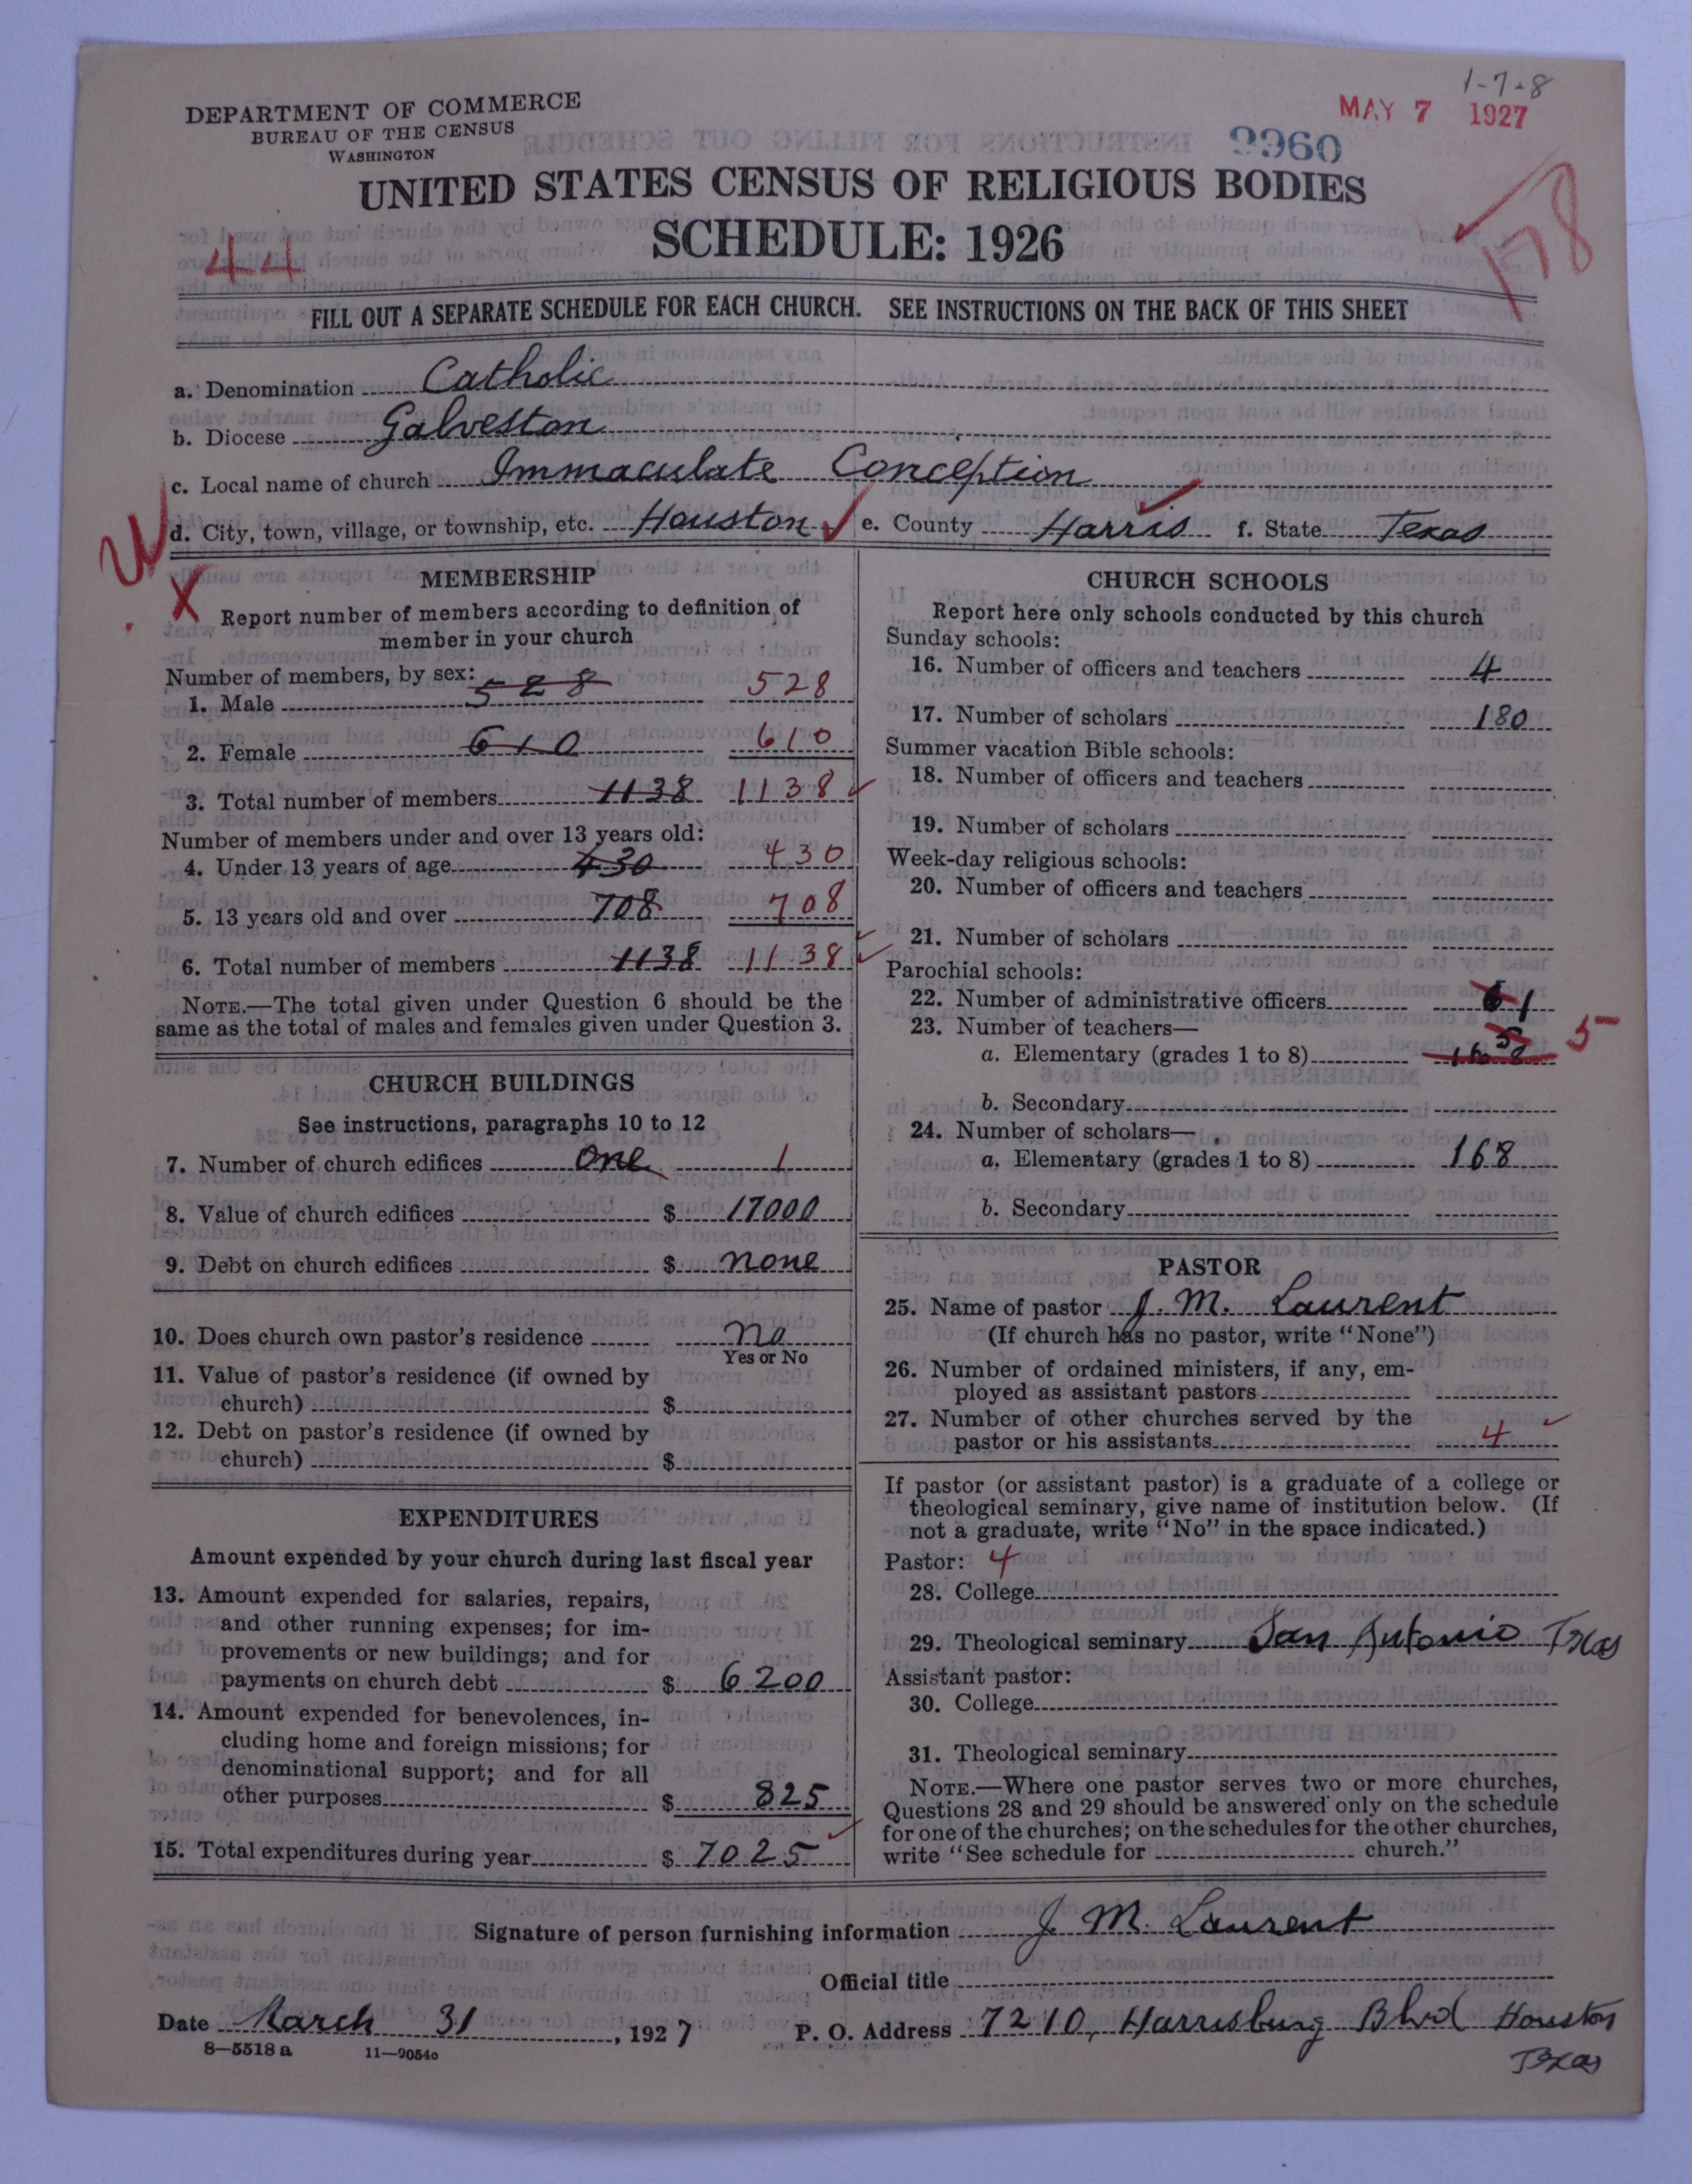 1-7-8
MAY 7 1927
DEPARTMENT OF COMMERCE
BUREAU OF THE CENSUS
WASHINGTON
9960
UNITED STATES CENSUS OF RELIGIOUS BODIES
SCHEDULE: 1926
44
178
FILL OUT A SEPARATE SCHEDULE FOR EACH CHURCH. SEE INSTRUCTIONS ON THE BACK OF THIS SHEET
a. Denomination Catholic
b. Diocese Galveston
c. Local name of church Immaculate Conception
d. City, town, village, or township, etc. Houston e. County Harris f. State Texas
X
MEMBERSHIP
Report number of members according to definition of
member in your church
Number of members, by sex:
1. Male 528 528
2. Female 610 610
3. Total number of members 1138 1138
Number of members under and over 13 years old:
4. Under 13 years of age 430 430
5. 13 years old and over 708 708
6. Total number of members 1138 1138
NOTE.—The total given under Question 6 should be the
same as the total of males and females given under Question 3.
CHURCH BUILDINGS
See instructions, paragraphs 10 to 12
7. Number of church edifices one 1
8. Value of church edifices $ 17000
9. Debt on church edifices $ none
10. Does church own pastor's residence no
Yes or No
11. Value of pastor's residence (if owned by
church) $
12. Debt on pastor's residence (if owned by
church) $
EXPENDITURES
Amount expended by your church during last fiscal year
13. Amount expended for salaries, repairs,
and other running expenses; for im-
provements or new buildings; and for
payments on church debt $ 6200
14. Amount expended for benevolences, in-
cluding home and foreign missions; for
denominational support; and for all
other purposes $ 825
15. Total expenditures during year $ 7025
CHURCH SCHOOLS
Report here only schools conducted by this church
Sunday schools:
16. Number of officers and teachers 4
17. Number of scholars 180
Summer vacation Bible schools:
18. Number of officers and teachers
19. Number of scholars
Week-day religious schools:
20. Number of officers and teachers
21. Number of scholars
Parochial schools:
22. Number of administrative officers 1
23. Number of teachers—
a. Elementary (grades 1 to 8) 168 5
b. Secondary
24. Number of scholars—
a. Elementary (grades 1 to 8) 168
b. Secondary
PASTOR
25. Name of pastor J. M. Laurent
(If church has no pastor, write "None")
26. Number of ordained ministers, if any, em-
ployed as assistant pastors
27. Number of other churches served by the
pastor or his assistants 4
If pastor (or assistant pastor) is a graduate of a college or
theological seminary, give name of institution below. (If
not a graduate, write "No" in the space indicated.)
Pastor: 4
28. College
29. Theological seminary San Antonio Texas
Assistant pastor:
30. College
31. Theological seminary
NOTE.—Where one pastor serves two or more churches,
Questions 28 and 29 should be answered only on the schedule
for one of the churches; on the schedules for the other churches,
write "See schedule for church."
Signature of person furnishing information J. M. Laurent
Official title
Date March 31, 1927 P. O. Address 7210, Harrisburg Blvd Houston
Texas
8—5518 a 11—9054c